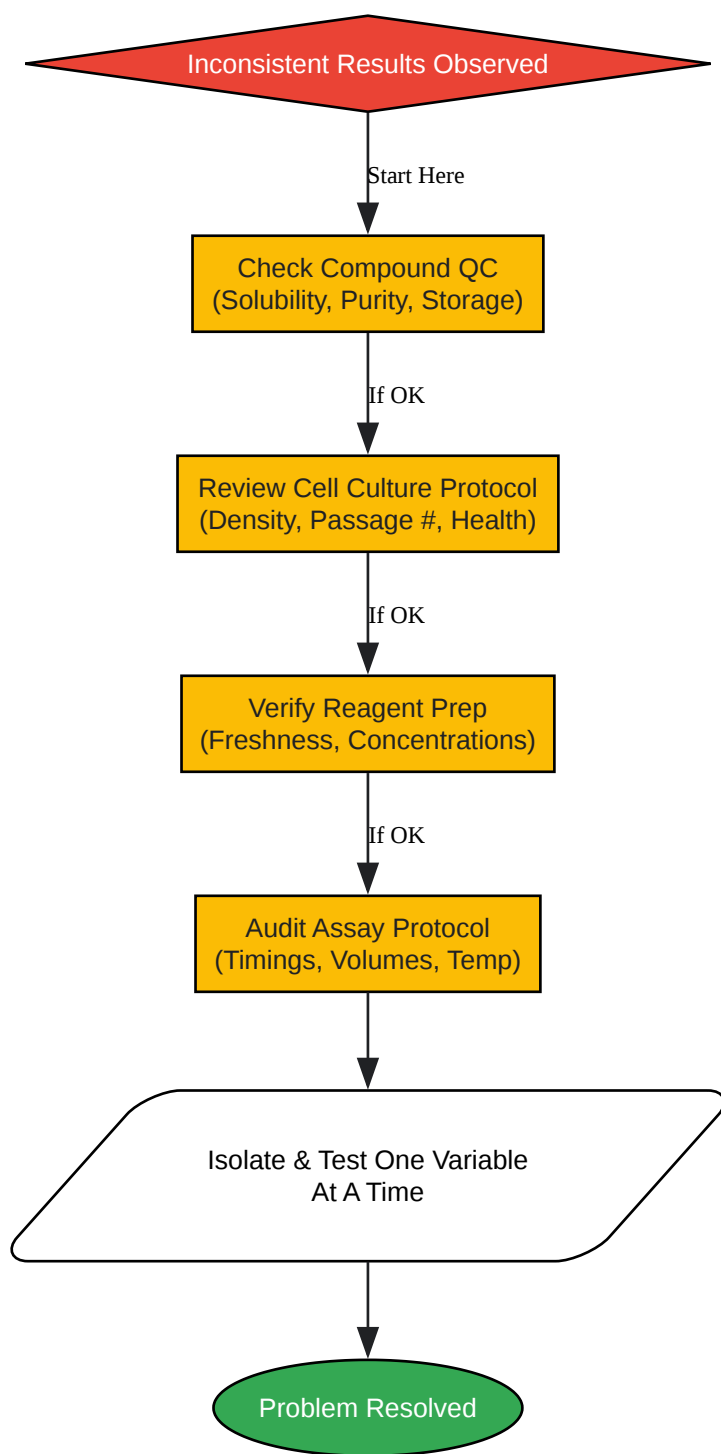 Inconsistent Results Observed
Start Here
Check Compound QC
(Solubility, Purity, Storage)
If OK
Review Cell Culture Protocol
(Density, Passage #, Health)
If OK
Verify Reagent Prep
(Freshness, Concentrations)
If OK
Audit Assay Protocol
(Timings, Volumes, Temp)
Isolate & Test One Variable
At A Time
Problem Resolved